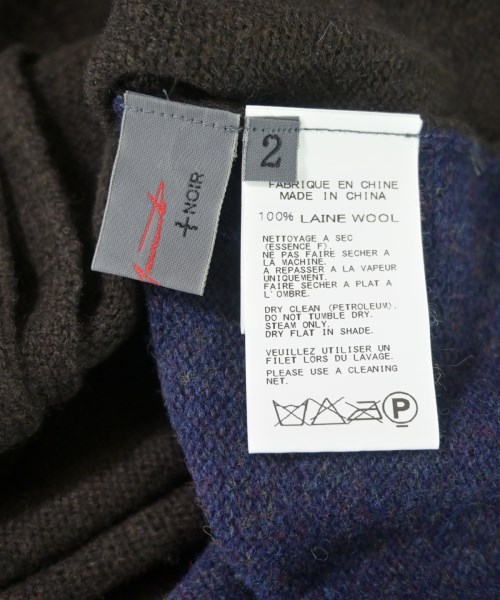 +NOIR
2
FABRIQUE EN CHINE
MADE IN CHINA
100% LAINE WOOL
NETTOYAGE A SEC
(ESSENCE F).
NE PAS FAIRE SECHER A
LA MACHINE.
A REPASSER A LA VAPEUR
UNIQUEMENT.
FAIRE SECHER A PLAT A
L'OMBRE.
DRY CLEAN (PETROLEUM).
DO NOT TUMBLE DRY.
STEAM ONLY.
DRY FLAT IN SHADE.
VEUILLEZ UTILISER UN
FILET LORS DU LAVAGE.
PLEASE USE A CLEANING
NET.
P